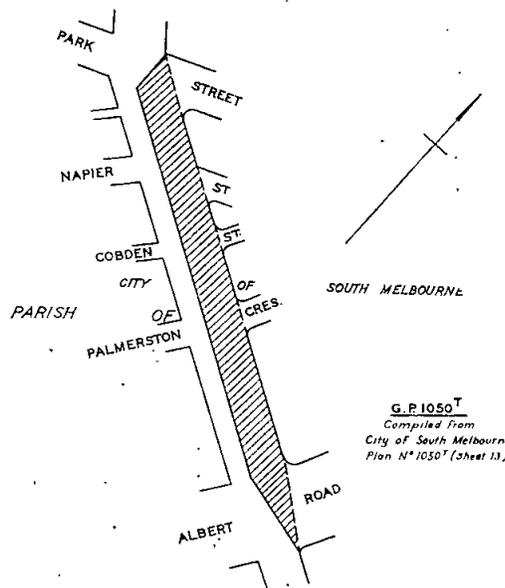 PARK
STREET
NAPIER
ST
COBDEN
ST.
CITY
OF
SOUTH MELBOURNE
PARISH
OF
CRES.
PALMERSTON
G.P. 1050ᵀ
Compiled from
City of South Melbourn
Plan Nº 1050ᵀ (Sheet 13)
ROAD
ALBERT